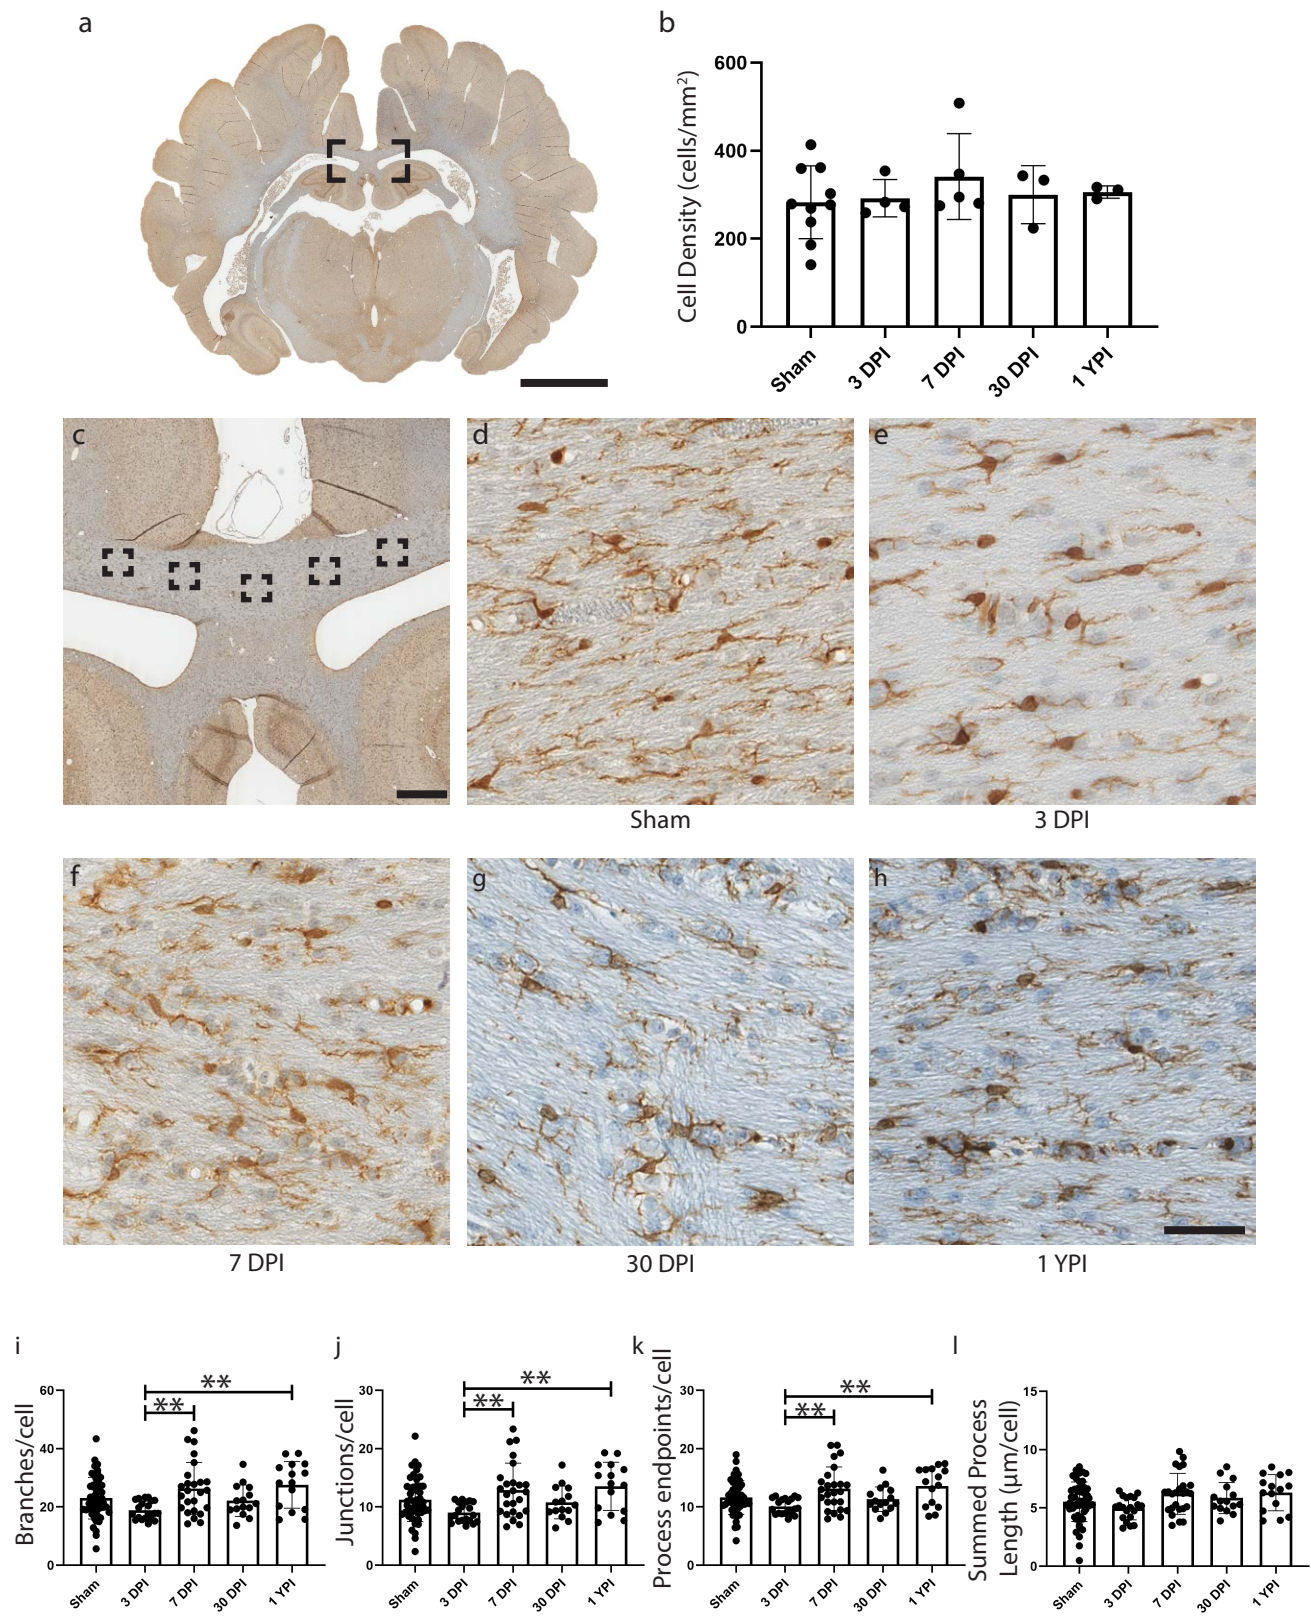 a
b
Cell Density (cells/mm²)
600
400
200
0
Sham
3 DPI
7 DPI
30 DPI
1 YPI
c
d
e
Sham
3 DPI
f
g
h
7 DPI
30 DPI
1 YPI
i
Branches/cell
60
40
20
0
**
**
Sham
3 DPI
7 DPI
30 DPI
1 YPI
j
Junctions/cell
30
20
10
0
**
**
Sham
3 DPI
7 DPI
30 DPI
1 YPI
k
Process endpoints/cell
30
20
10
0
**
**
Sham
3 DPI
7 DPI
30 DPI
1 YPI
l
Summed Process
Length (µm/cell)
15
10
5
0
Sham
3 DPI
7 DPI
30 DPI
1 YPI